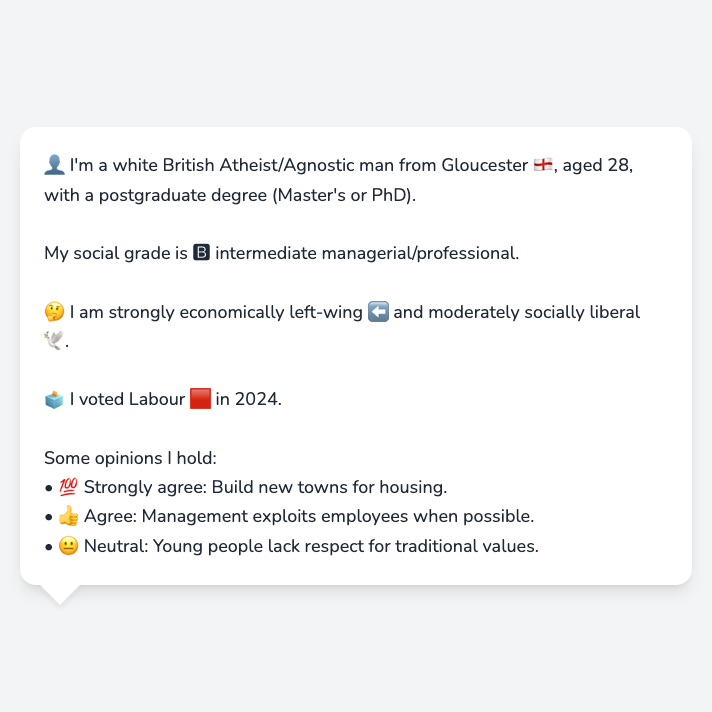 👤 I'm a white British Atheist/Agnostic man from Gloucester 🏴󠁧󠁢󠁥󠁮󠁧󠁿, aged 28,
with a postgraduate degree (Master's or PhD).
My social grade is 🅱 intermediate managerial/professional.
🤔 I am strongly economically left-wing ⬅️ and moderately socially liberal
🕊️.
🗳️ I voted Labour 🟥 in 2024.
Some opinions I hold:
• 💯 Strongly agree: Build new towns for housing.
• 👍 Agree: Management exploits employees when possible.
• 😐 Neutral: Young people lack respect for traditional values.